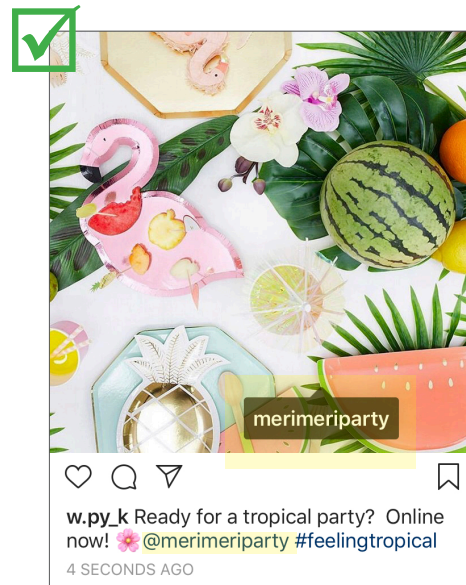 merimeriparty
w.py_k Ready for a tropical party? Online
now! 🌸 @merimeriparty #feelingtropical
4 SECONDS AGO